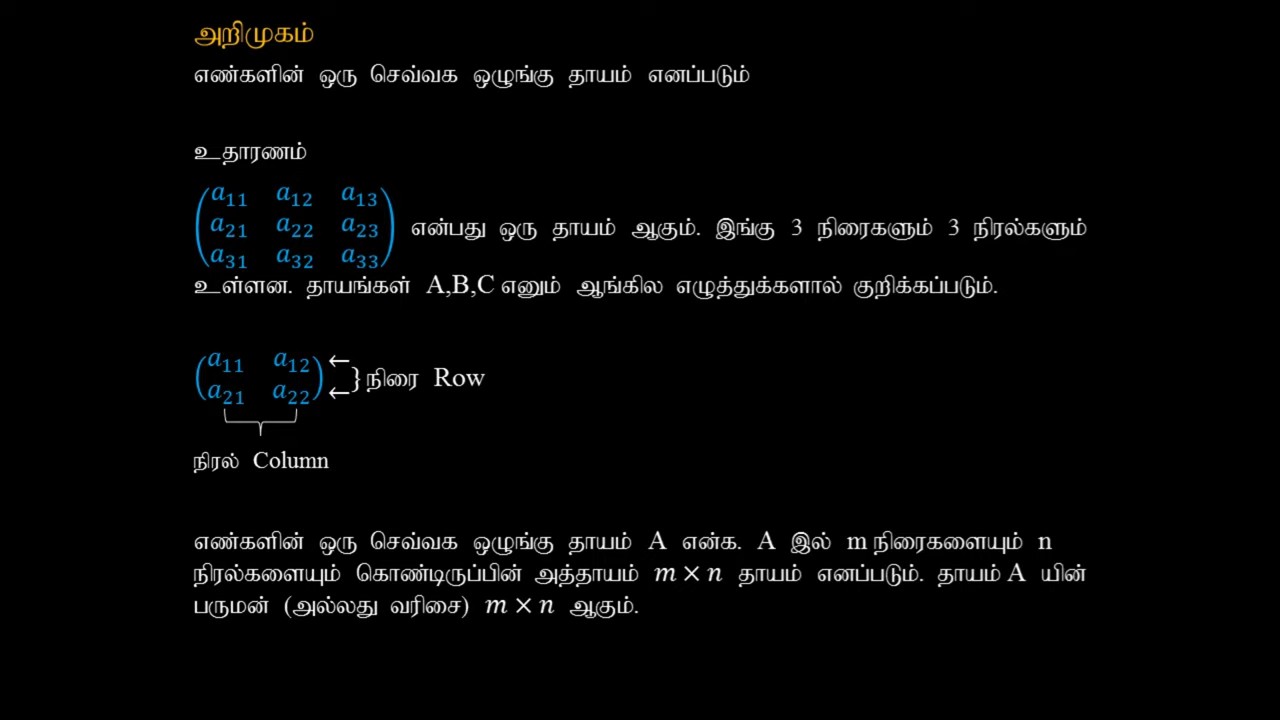 அறிமுகம்
எண்களின் ஒரு செவ்வக ஒழுங்கு தாயம் எனப்படும்
உதாரணம்
a₁₁ a₁₂ a₁₃
a₂₁ a₂₂ a₂₃ என்பது ஒரு தாயம் ஆகும். இங்கு 3 நிரைகளும் 3 நிரல்களும்
a₃₁ a₃₂ a₃₃
உள்ளன. தாயங்கள் A,B,C எனும் ஆங்கில எழுத்துக்களால் குறிக்கப்படும்.
a₁₁ a₁₂ ←
} நிரை Row
a₂₁ a₂₂ ←
நிரல் Column
எண்களின் ஒரு செவ்வக ஒழுங்கு தாயம் A என்க. A இல் m நிரைகளையும் n
நிரல்களையும் கொண்டிருப்பின் அத்தாயம் m × n தாயம் எனப்படும். தாயம் A யின்
பருமன் (அல்லது வரிசை) m × n ஆகும்.